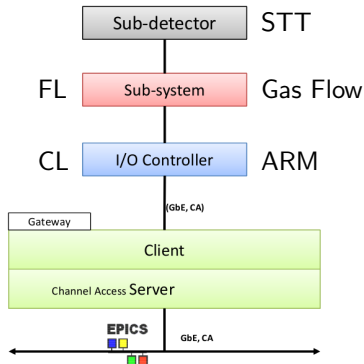 Sub-detector STT
FL Sub-system Gas Flow
CL I/O Controller ARM
(GbE, CA)
Gateway
Client
Channel Access Server
EPICS
GbE, CA